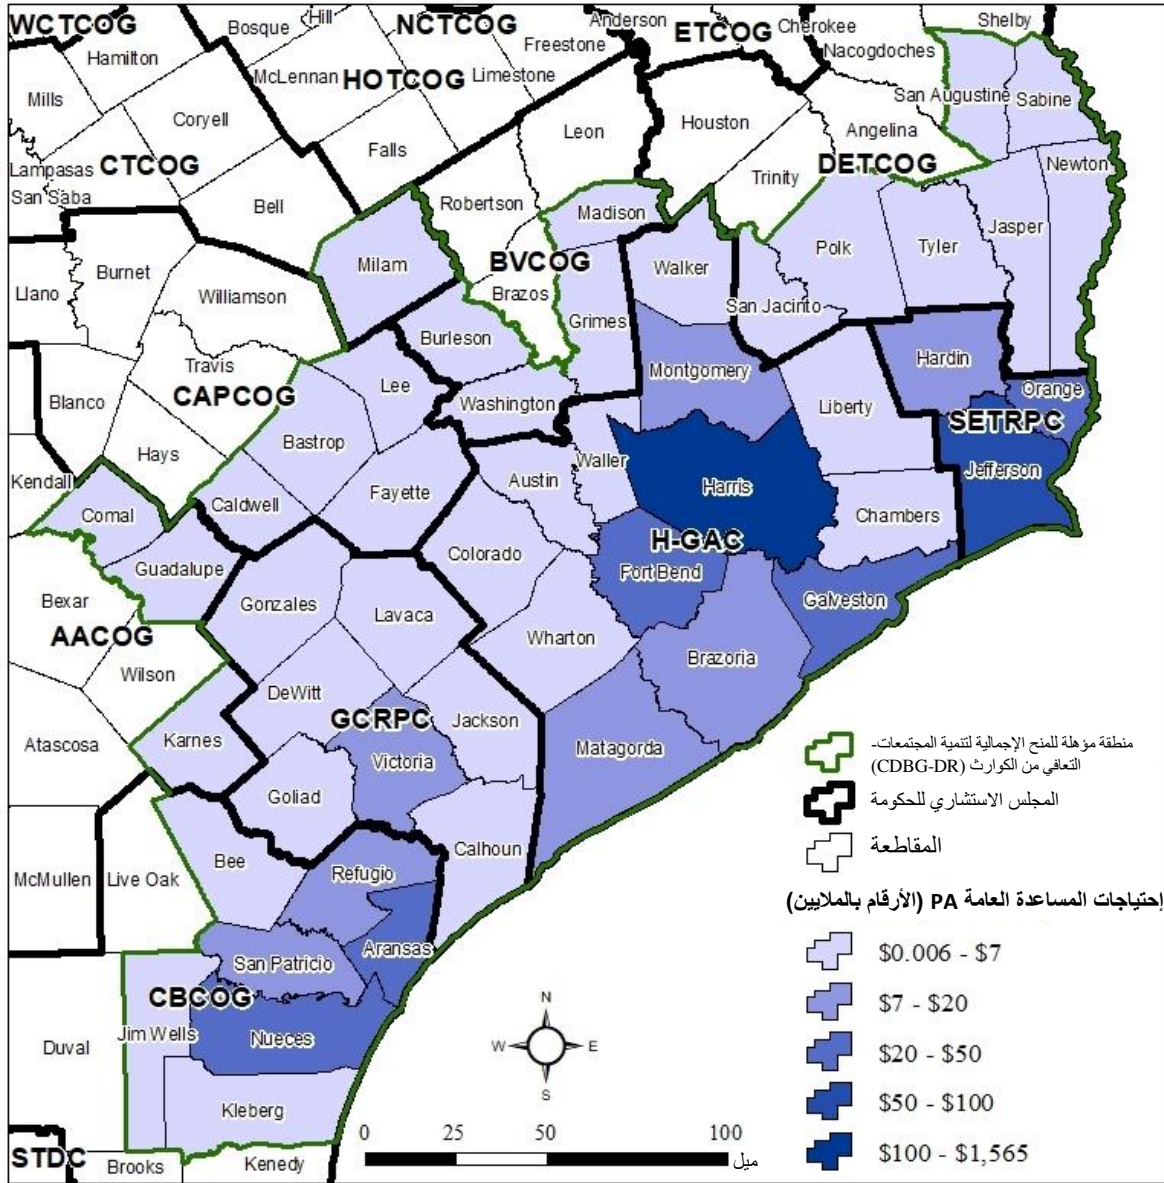 WCTCOG
Hill
Bosque
NCTCOG
Anderson
ETCOG
Cherokee
Shelby
Hamilton
Freestone
Nacogdoches
McLennan
HOTCOG
Limestone
Mills
San Augustine
Sabine
Coryell
Leon
Houston
Angelina
Falls
Lampasas
CTCOG
DETCOG
Newton
San Saba
Trinity
Bell
Robertson
Madison
Jasper
Milam
Polk
Tyler
BVCOG
Walker
Burnet
Llano
Williamson
Brazos
San Jacinto
Grimes
Burleson
Travis
Hardin
Montgomery
Lee
Orange
CAPCOG
Blanco
Washington
Liberty
SETRPC
Bastrop
Hays
Waller
Jefferson
Kendall
Austin
Harris
Fayette
Caldwell
Comal
Chambers
H-GAC
Colorado
Guadalupe
Fort Bend
Bexar
Gonzales
Lavaca
Galveston
AACOG
Wharton
Brazoria
Wilson
DeWitt
GCRPC
Jackson
Atascosa
Karnes
Matagorda
Victoria
Goliad
Calhoun
Bee
McMullen
Live Oak
Refugio
Aransas
San Patricio
CBCOG
Jim Wells
Nueces
Duval
Kleberg
STDC
Brooks
Kenedy
منطقة مؤهلة للمنح الإجمالية لتنمية المجتمعات-
التعافي من الكوارث (CDBG-DR)
المجلس الاستشاري للحكومة
المقاطعة
إحتياجات المساعدة العامة PA (الأرقام بالملايين)
$0.006 - $7
$7 - $20
$20 - $50
$50 - $100
$100 - $1,565
N
W
E
S
0 25 50 100
ميل